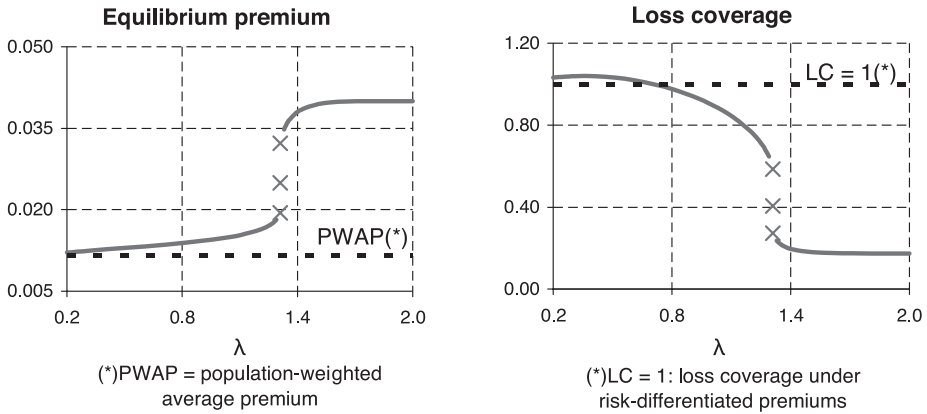 Equilibrium premium
0.050
0.035
0.020
0.005
PWAP(*)
0.2 0.8 1.4 2.0
λ
(*)PWAP = population-weighted
average premium
Loss coverage
1.20
0.80
0.40
0.00
LC = 1(*)
0.2 0.8 1.4 2.0
λ
(*)LC = 1: loss coverage under
risk-differentiated premiums